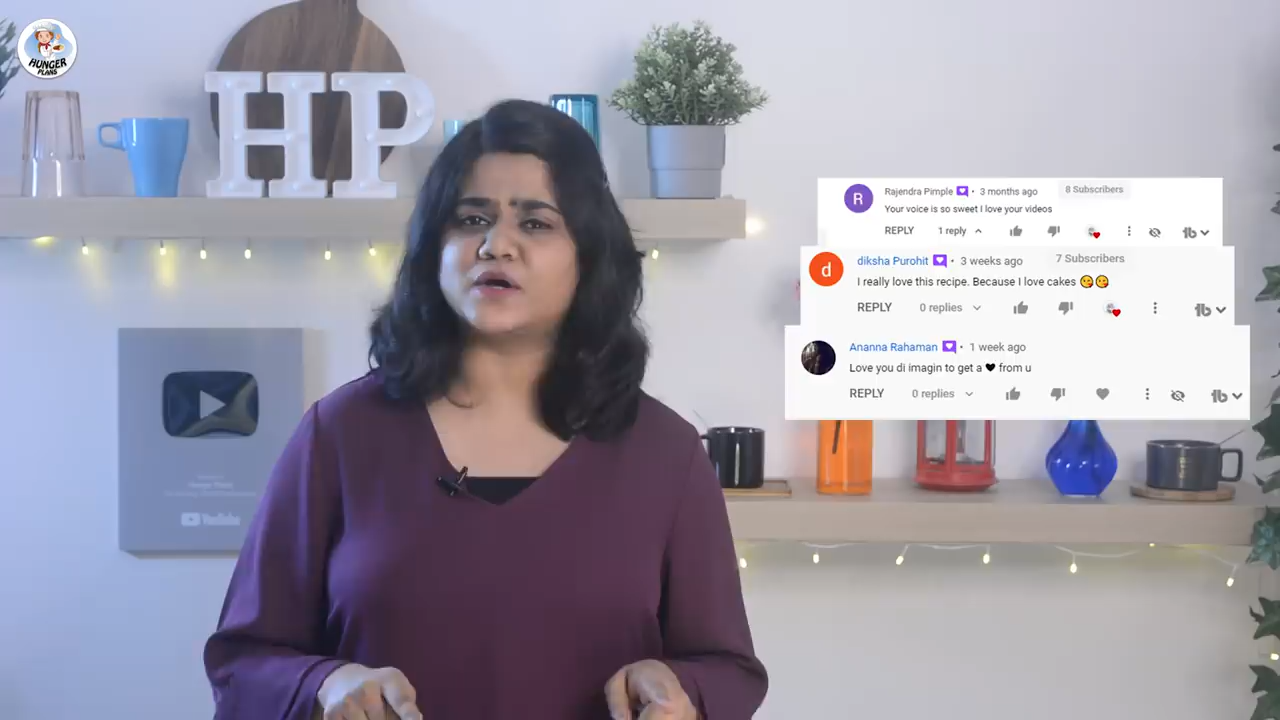 HUNGER
PLANS
HP
Rajendra Pimple • 3 months ago 8 Subscribers
Your voice is so sweet I love your videos
REPLY 1 reply
diksha Purohit • 3 weeks ago 7 Subscribers
I really love this recipe. Because I love cakes 😘😘
REPLY 0 replies
Ananna Rahaman • 1 week ago
Love you di imagin to get a 🖤 from u
REPLY 0 replies
R
d
YouTube